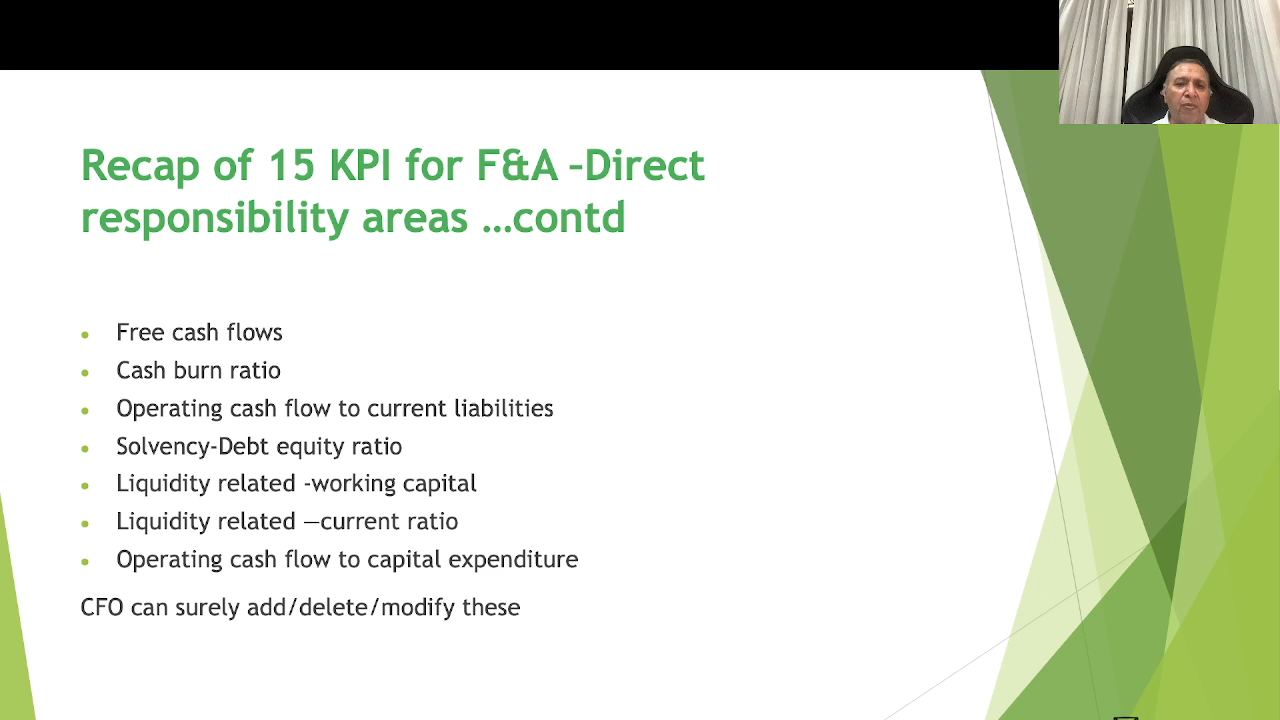 Recap of 15 KPI for F&A –Direct
responsibility areas …contd
Free cash flows
Cash burn ratio
Operating cash flow to current liabilities
Solvency-Debt equity ratio
Liquidity related -working capital
Liquidity related —current ratio
Operating cash flow to capital expenditure
CFO can surely add/delete/modify these